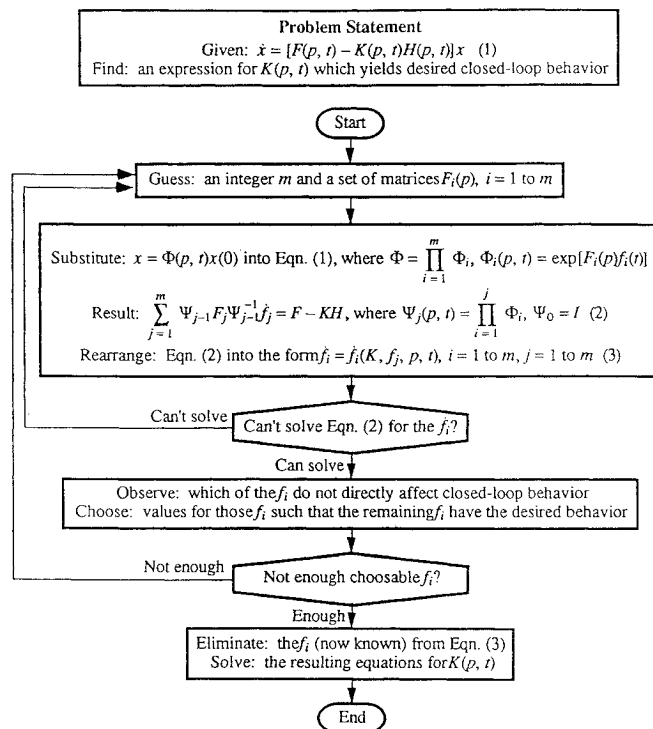 Problem Statement
Given: ẋ = [F(p, t) – K(p, t)H(p, t)]x (1)
Find: an expression for K(p, t) which yields desired closed-loop behavior
Start
Guess: an integer m and a set of matrices F_i(p), i = 1 to m
Substitute: x = Φ(p, t)x(0) into Eqn. (1), where Φ = ∏_{i = 1}^{m} Φ_i, Φ_i(p, t) = exp[F_i(p)f_i(t)]
Result: ∑_{j = 1}^{m} Ψ_{j–1} F_j Ψ_{j–1}^{–1} ḟ_j = F – KH, where Ψ_j(p, t) = ∏_{i = 1}^{j} Φ_i, Ψ_0 = I (2)
Rearrange: Eqn. (2) into the form ḟ_i = ḟ_i(K, f_j, p, t), i = 1 to m, j = 1 to m (3)
Can't solve
Can't solve Eqn. (2) for the ḟ_i?
Can solve
Observe: which of the f_i do not directly affect closed-loop behavior
Choose: values for those f_i such that the remaining f_i have the desired behavior
Not enough
Not enough choosable f_i?
Enough
Eliminate: the f_i (now known) from Eqn. (3)
Solve: the resulting equations for K(p, t)
End